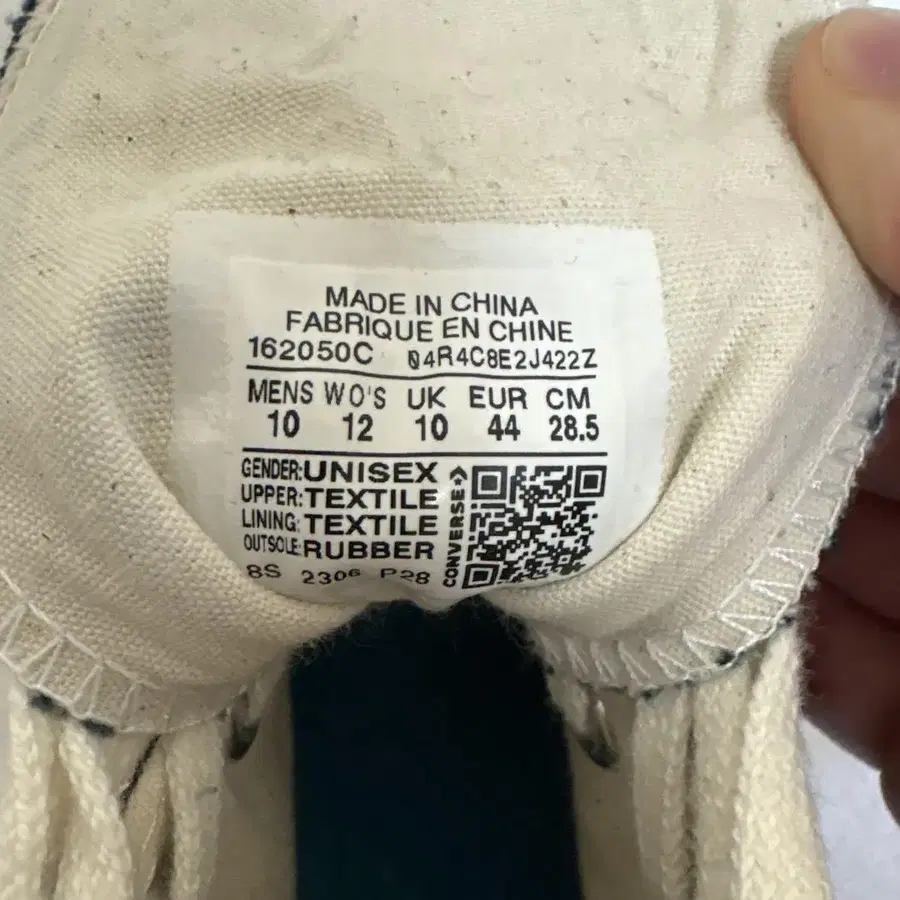 MADE IN CHINA
FABRIQUE EN CHINE
162050C 04R4C8E2J422Z
MENS WO'S UK EUR CM
10 12 10 44 28.5
GENDER: UNISEX
UPPER: TEXTILE
LINING: TEXTILE
OUTSOLE: RUBBER
8S 2306 P28
CONVERSE